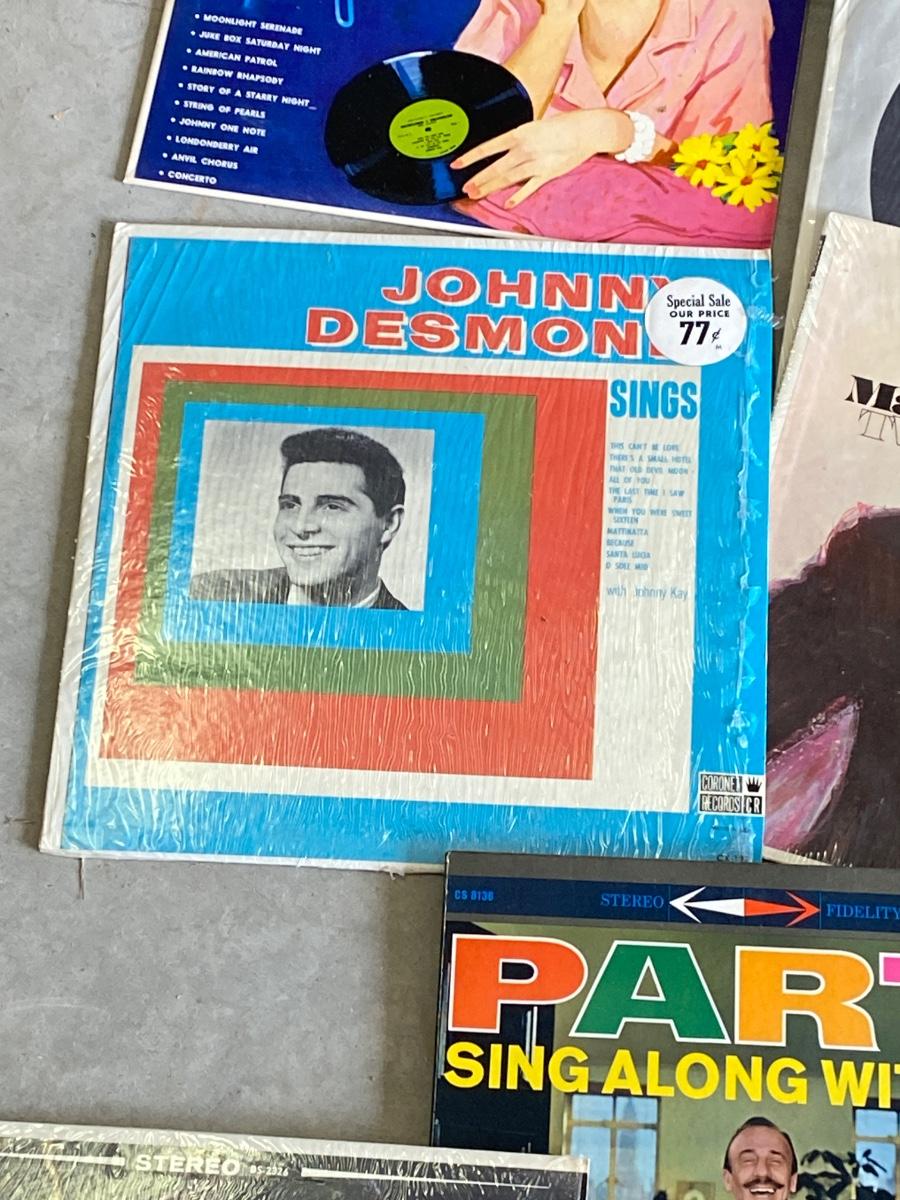 • MOONLIGHT SERENADE
• JUKE BOX SATURDAY NIGHT
• AMERICAN PATROL
• RAINBOW RHAPSODY
• STORY OF A STARRY NIGHT
• STRING OF PEARLS
• JOHNNY ONE NOTE
• LONDONDERRY AIR
• ANVIL CHORUS
• CONCERTO
JOHNNY
DESMON
Special Sale
OUR PRICE
77¢
SINGS
THIS CAN'T BE LOVE
THERE'S A SMALL HOTEL
THAT OLD DEVIL MOON
ALL OF YOU
THE LAST TIME I SAW
PARIS
WHEN YOU WERE SWEET
SIXTEEN
MATTINATTA
BECAUSE
SANTA LUCIA
O SOLE MIO
with Johnny Kay
CORONET
RECORDS CR
CS 8138
STEREO FIDELITY
PART
SING ALONG WIT
STEREO